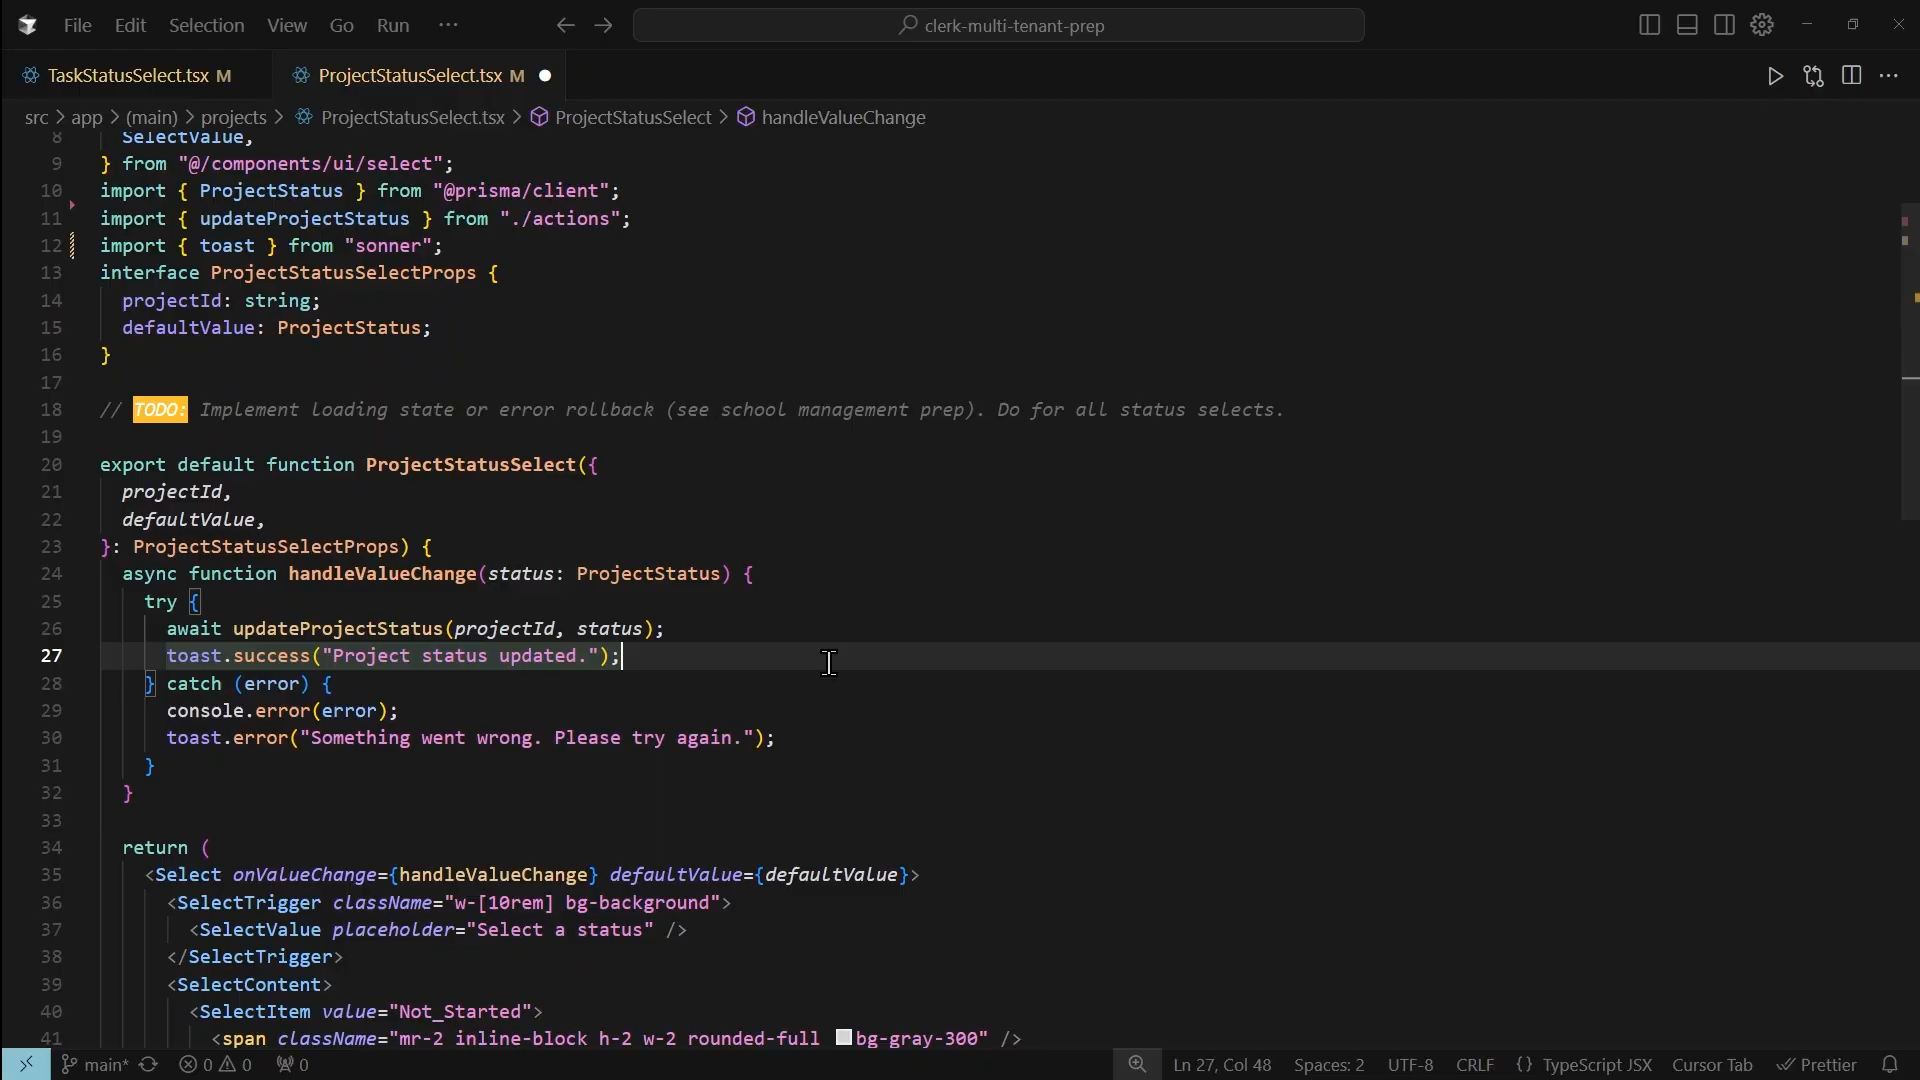 File Edit Selection View Go Run ···
clerk-multi-tenant-prep
TaskStatusSelect.tsx M
ProjectStatusSelect.tsx M
src > app > (main) > projects > ProjectStatusSelect.tsx > ProjectStatusSelect > handleValueChange
8 SelectValue,
9 } from "@/components/ui/select";
10 import { ProjectStatus } from "@prisma/client";
11 import { updateProjectStatus } from "./actions";
12 import { toast } from "sonner";
13 interface ProjectStatusSelectProps {
14 projectId: string;
15 defaultValue: ProjectStatus;
16 }
17
18 // TODO: Implement loading state or error rollback (see school management prep). Do for all status selects.
19
20 export default function ProjectStatusSelect({
21 projectId,
22 defaultValue,
23 }: ProjectStatusSelectProps) {
24 async function handleValueChange(status: ProjectStatus) {
25 try {
26 await updateProjectStatus(projectId, status);
27 toast.success("Project status updated.");
28 } catch (error) {
29 console.error(error);
30 toast.error("Something went wrong. Please try again.");
31 }
32 }
33
34 return (
35 <Select onValueChange={handleValueChange} defaultValue={defaultValue}>
36 <SelectTrigger className="w-[10rem] bg-background">
37 <SelectValue placeholder="Select a status" />
38 </SelectTrigger>
39 <SelectContent>
40 <SelectItem value="Not_Started">
41 <span className="mr-2 inline-block h-2 w-2 rounded-full bg-gray-300" />
main* 0 0 0 Ln 27, Col 48 Spaces: 2 UTF-8 CRLF {} TypeScript JSX Cursor Tab Prettier